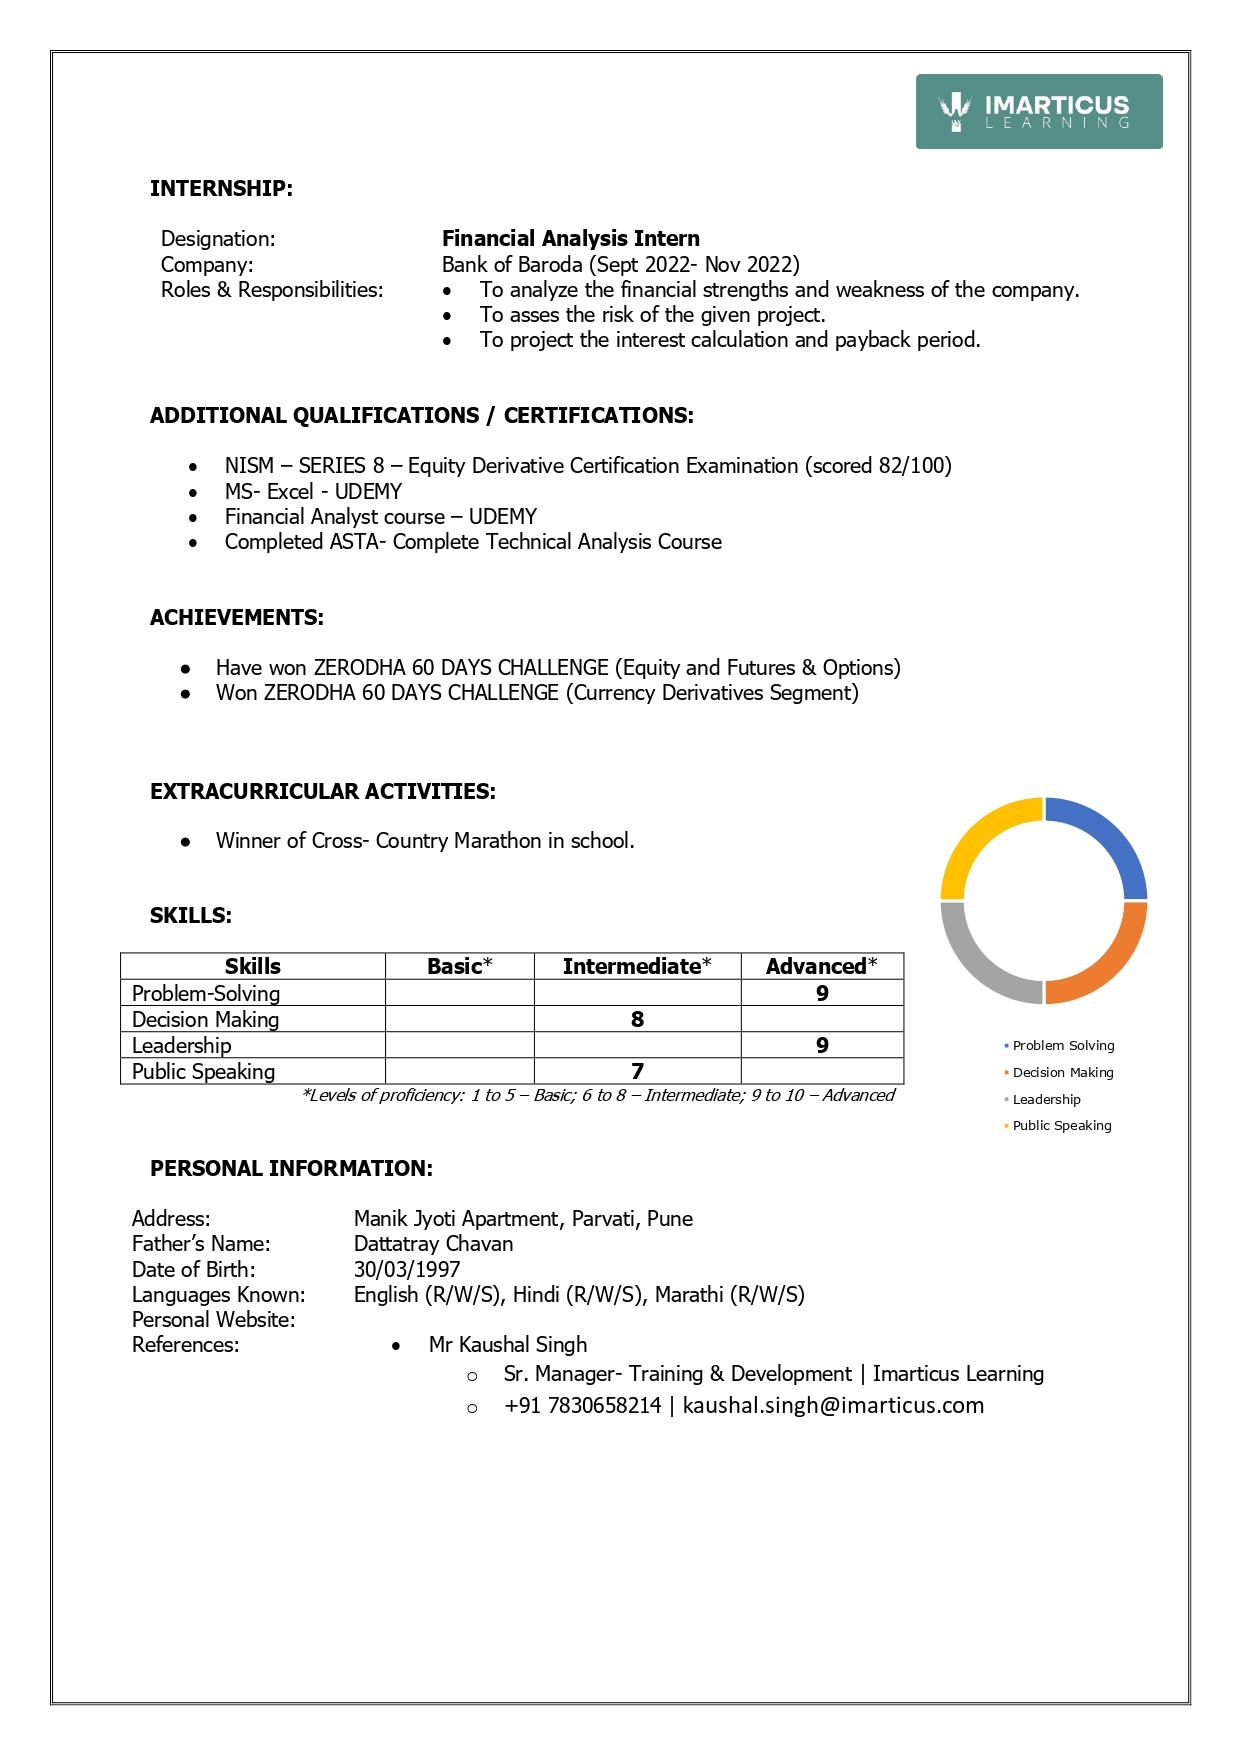 IMARTICUS
LEARNING
INTERNSHIP:
Designation: Financial Analysis Intern
Company: Bank of Baroda (Sept 2022- Nov 2022)
Roles & Responsibilities: • To analyze the financial strengths and weakness of the company.
• To asses the risk of the given project.
• To project the interest calculation and payback period.
ADDITIONAL QUALIFICATIONS / CERTIFICATIONS:
• NISM – SERIES 8 – Equity Derivative Certification Examination (scored 82/100)
• MS- Excel - UDEMY
• Financial Analyst course – UDEMY
• Completed ASTA- Complete Technical Analysis Course
ACHIEVEMENTS:
● Have won ZERODHA 60 DAYS CHALLENGE (Equity and Futures & Options)
● Won ZERODHA 60 DAYS CHALLENGE (Currency Derivatives Segment)
EXTRACURRICULAR ACTIVITIES:
● Winner of Cross- Country Marathon in school.
SKILLS:
Skills Basic* Intermediate* Advanced*
Problem-Solving 9
Decision Making 8
Leadership 9
Public Speaking 7
*Levels of proficiency: 1 to 5 – Basic; 6 to 8 – Intermediate; 9 to 10 – Advanced
Problem Solving
Decision Making
Leadership
Public Speaking
PERSONAL INFORMATION:
Address: Manik Jyoti Apartment, Parvati, Pune
Father’s Name: Dattatray Chavan
Date of Birth: 30/03/1997
Languages Known: English (R/W/S), Hindi (R/W/S), Marathi (R/W/S)
Personal Website:
References: • Mr Kaushal Singh
o Sr. Manager- Training & Development | Imarticus Learning
o +91 7830658214 | kaushal.singh@imarticus.com